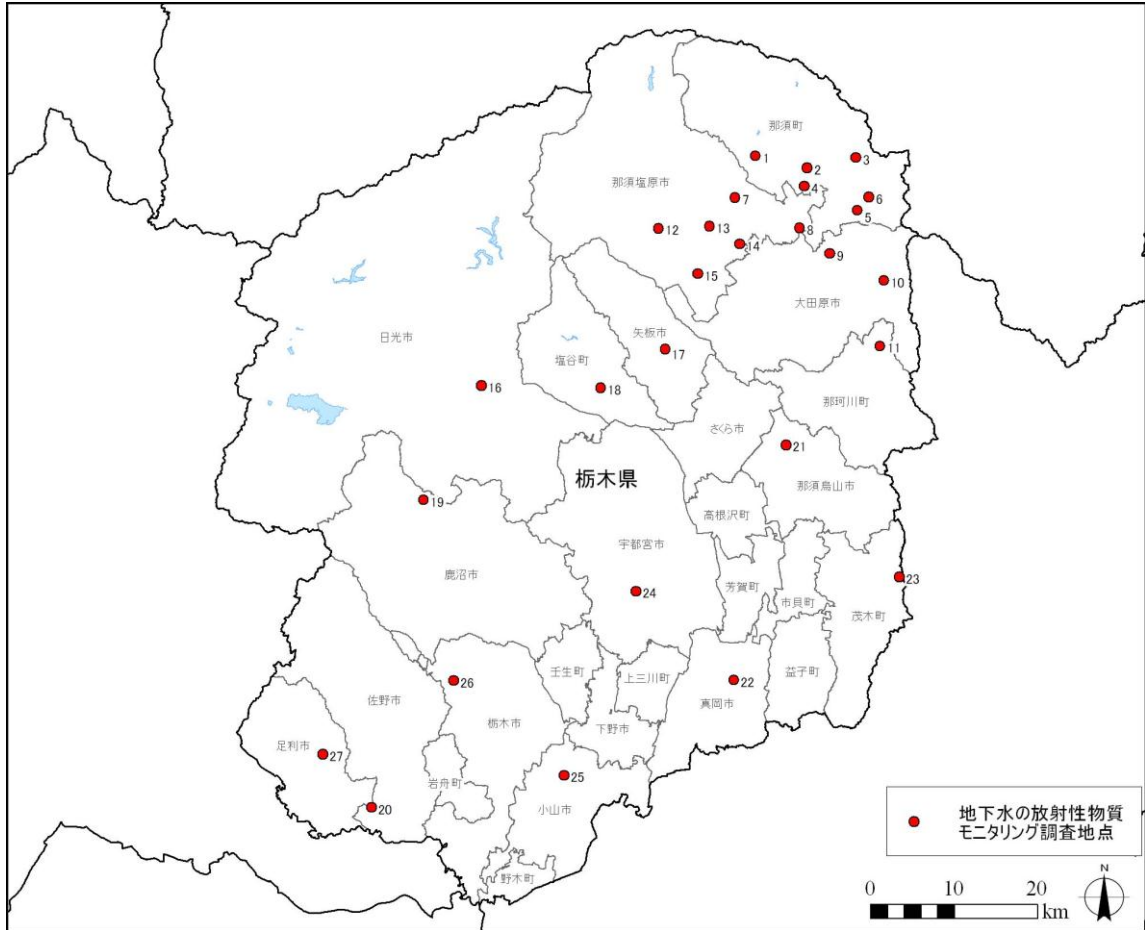 那須町
1
2
3
4
那須塩原市
7
6
5
12
13
8
14
9
15
10
大田原市
日光市
矢板市
11
17
塩谷町
16
18
那珂川町
さくら市
21
栃木県
那須烏山市
19
高根沢町
宇都宮市
鹿沼市
芳賀町
23
24
市貝町
茂木町
壬生町
上三川町
益子町
26
22
佐野市
真岡市
栃木市
下野市
足利市
27
25
岩舟町
20
小山市
野木町
地下水の放射性物質
モニタリング調査地点
N
0 10 20
km